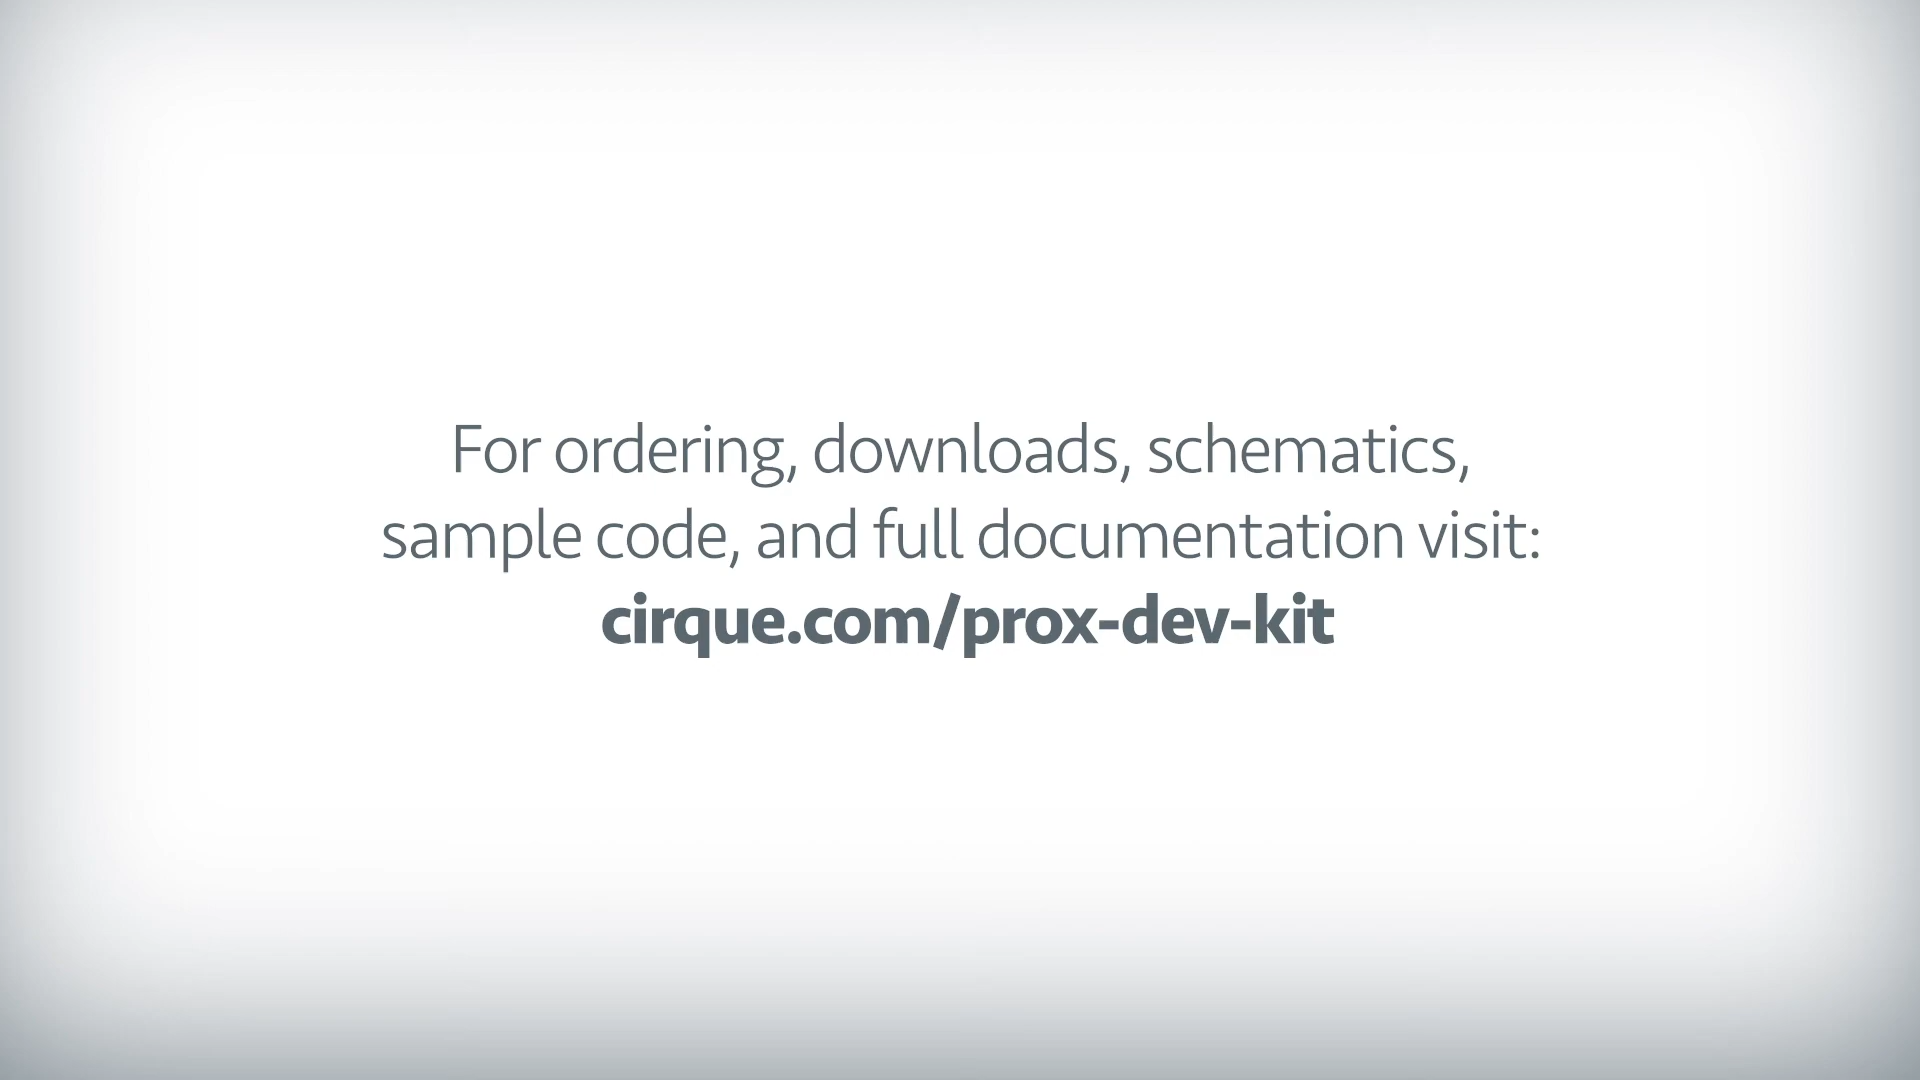 For ordering, downloads, schematics,
sample code, and full documentation visit:
cirque.com/prox-dev-kit